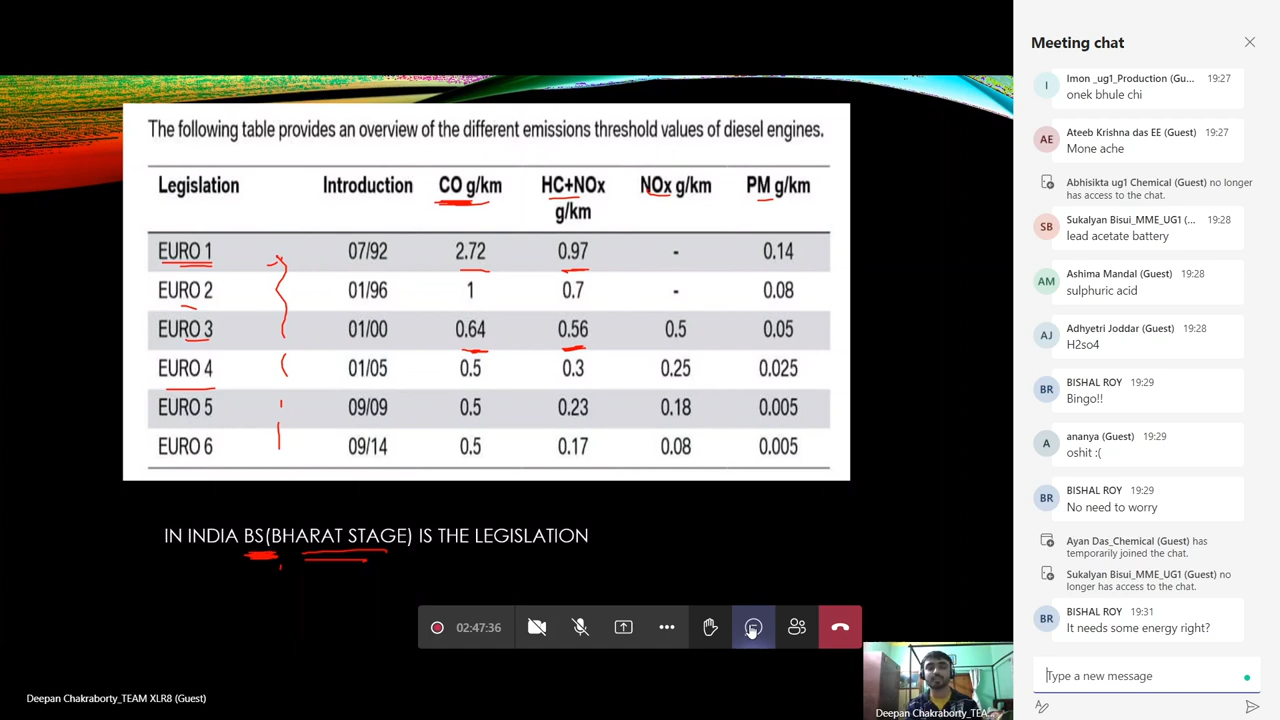 The following table provides an overview of the different emissions threshold values of diesel engines.
Legislation Introduction CO g/km HC+NOx g/km NOx g/km PM g/km
EURO 1 07/92 2.72 0.97 - 0.14
EURO 2 01/96 1 0.7 - 0.08
EURO 3 01/00 0.64 0.56 0.5 0.05
EURO 4 01/05 0.5 0.3 0.25 0.025
EURO 5 09/09 0.5 0.23 0.18 0.005
EURO 6 09/14 0.5 0.17 0.08 0.005
IN INDIA BS(BHARAT STAGE) IS THE LEGISLATION
02:47:36
Deepan Chakraborty_TEAM XLR8 (Guest)
Deepan Chakraborty_TEA...
Meeting chat
I
Imon _ug1_Production (Gu... 19:27
onek bhule chi
AE
Ateeb Krishna das EE (Guest) 19:27
Mone ache
Abhisikta ug1 Chemical (Guest) no longer
has access to the chat.
SB
Sukalyan Bisui_MME_UG1 (... 19:28
lead acetate battery
AM
Ashima Mandal (Guest) 19:28
sulphuric acid
AJ
Adhyetri Joddar (Guest) 19:28
H2so4
BR
BISHAL ROY 19:29
Bingo!!
A
ananya (Guest) 19:29
oshit :(
BR
BISHAL ROY 19:29
No need to worry
Ayan Das_Chemical (Guest) has
temporarily joined the chat.
Sukalyan Bisui_MME_UG1 (Guest) no
longer has access to the chat.
BR
BISHAL ROY 19:31
It needs some energy right?
Type a new message